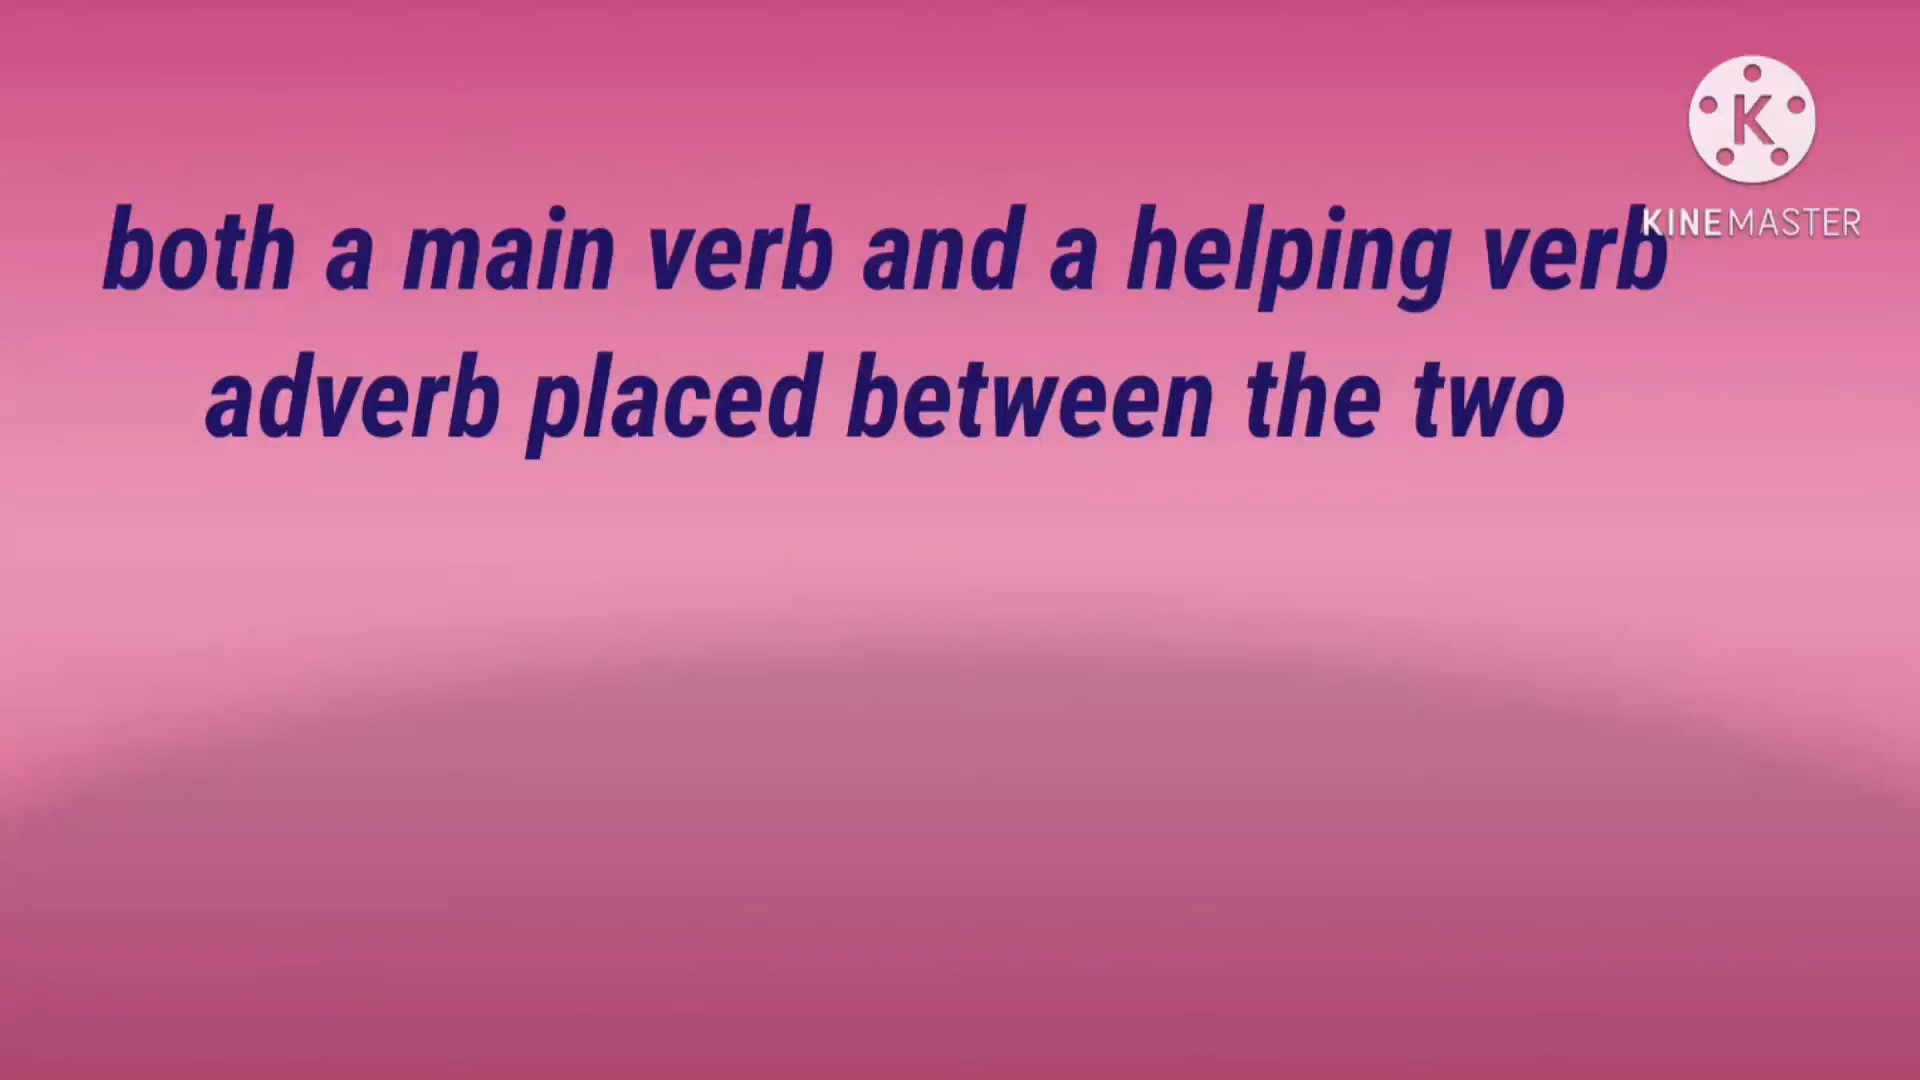 K
KINEMASTER
both a main verb and a helping verb
adverb placed between the two